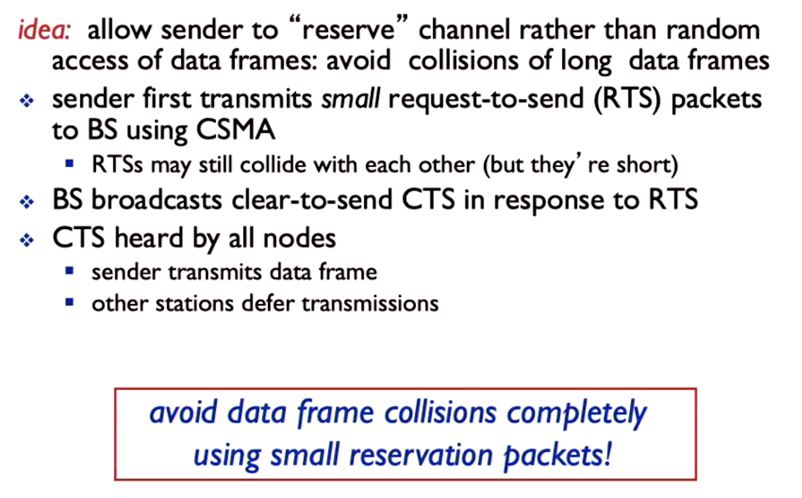 idea: allow sender to “reserve” channel rather than random
access of data frames: avoid collisions of long data frames
❖ sender first transmits small request-to-send (RTS) packets
to BS using CSMA
▪ RTSs may still collide with each other (but they’re short)
❖ BS broadcasts clear-to-send CTS in response to RTS
❖ CTS heard by all nodes
▪ sender transmits data frame
▪ other stations defer transmissions
avoid data frame collisions completely
using small reservation packets!